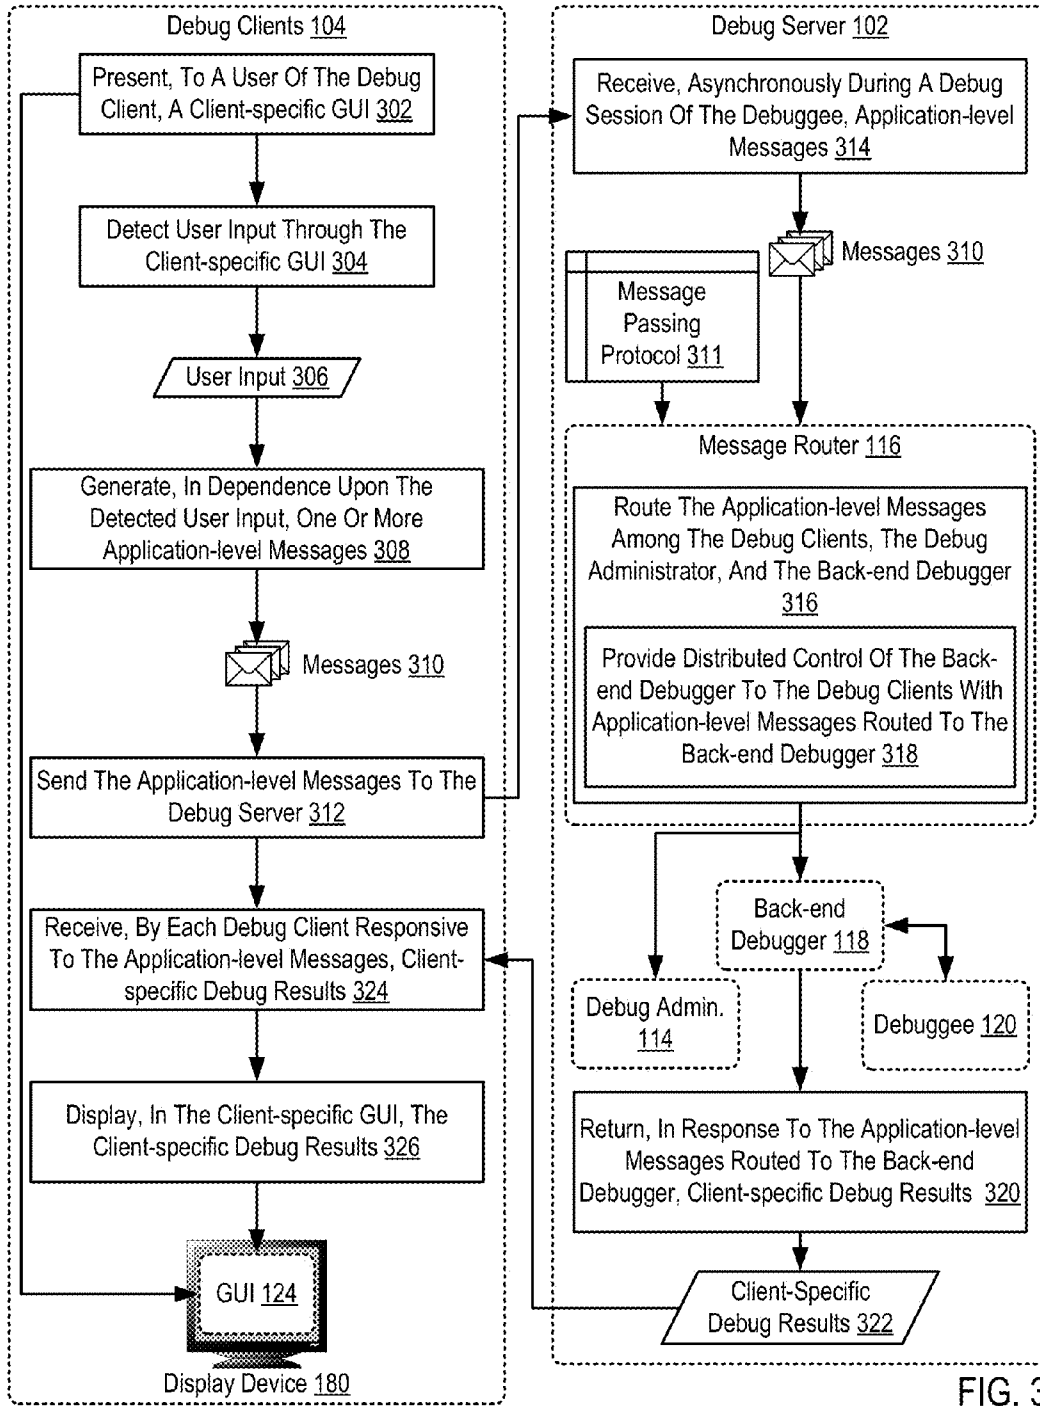 Debug Clients 104
Present, To A User Of The Debug
Client, A Client-specific GUI 302
Detect User Input Through The
Client-specific GUI 304
User Input 306
Generate, In Dependence Upon The
Detected User Input, One Or More
Application-level Messages 308
Messages 310
Send The Application-level Messages To The
Debug Server 312
Receive, By Each Debug Client Responsive
To The Application-level Messages, Client-
specific Debug Results 324
Display, In The Client-specific GUI, The
Client-specific Debug Results 326
GUI 124
Display Device 180
Debug Server 102
Receive, Asynchronously During A Debug
Session Of The Debuggee, Application-level
Messages 314
Messages 310
Message
Passing
Protocol 311
Message Router 116
Route The Application-level Messages
Among The Debug Clients, The Debug
Administrator, And The Back-end Debugger
316
Provide Distributed Control Of The Back-
end Debugger To The Debug Clients With
Application-level Messages Routed To The
Back-end Debugger 318
Back-end
Debugger 118
Debug Admin.
114
Debuggee 120
Return, In Response To The Application-level
Messages Routed To The Back-end
Debugger, Client-specific Debug Results 320
Client-Specific
Debug Results 322
FIG. 3